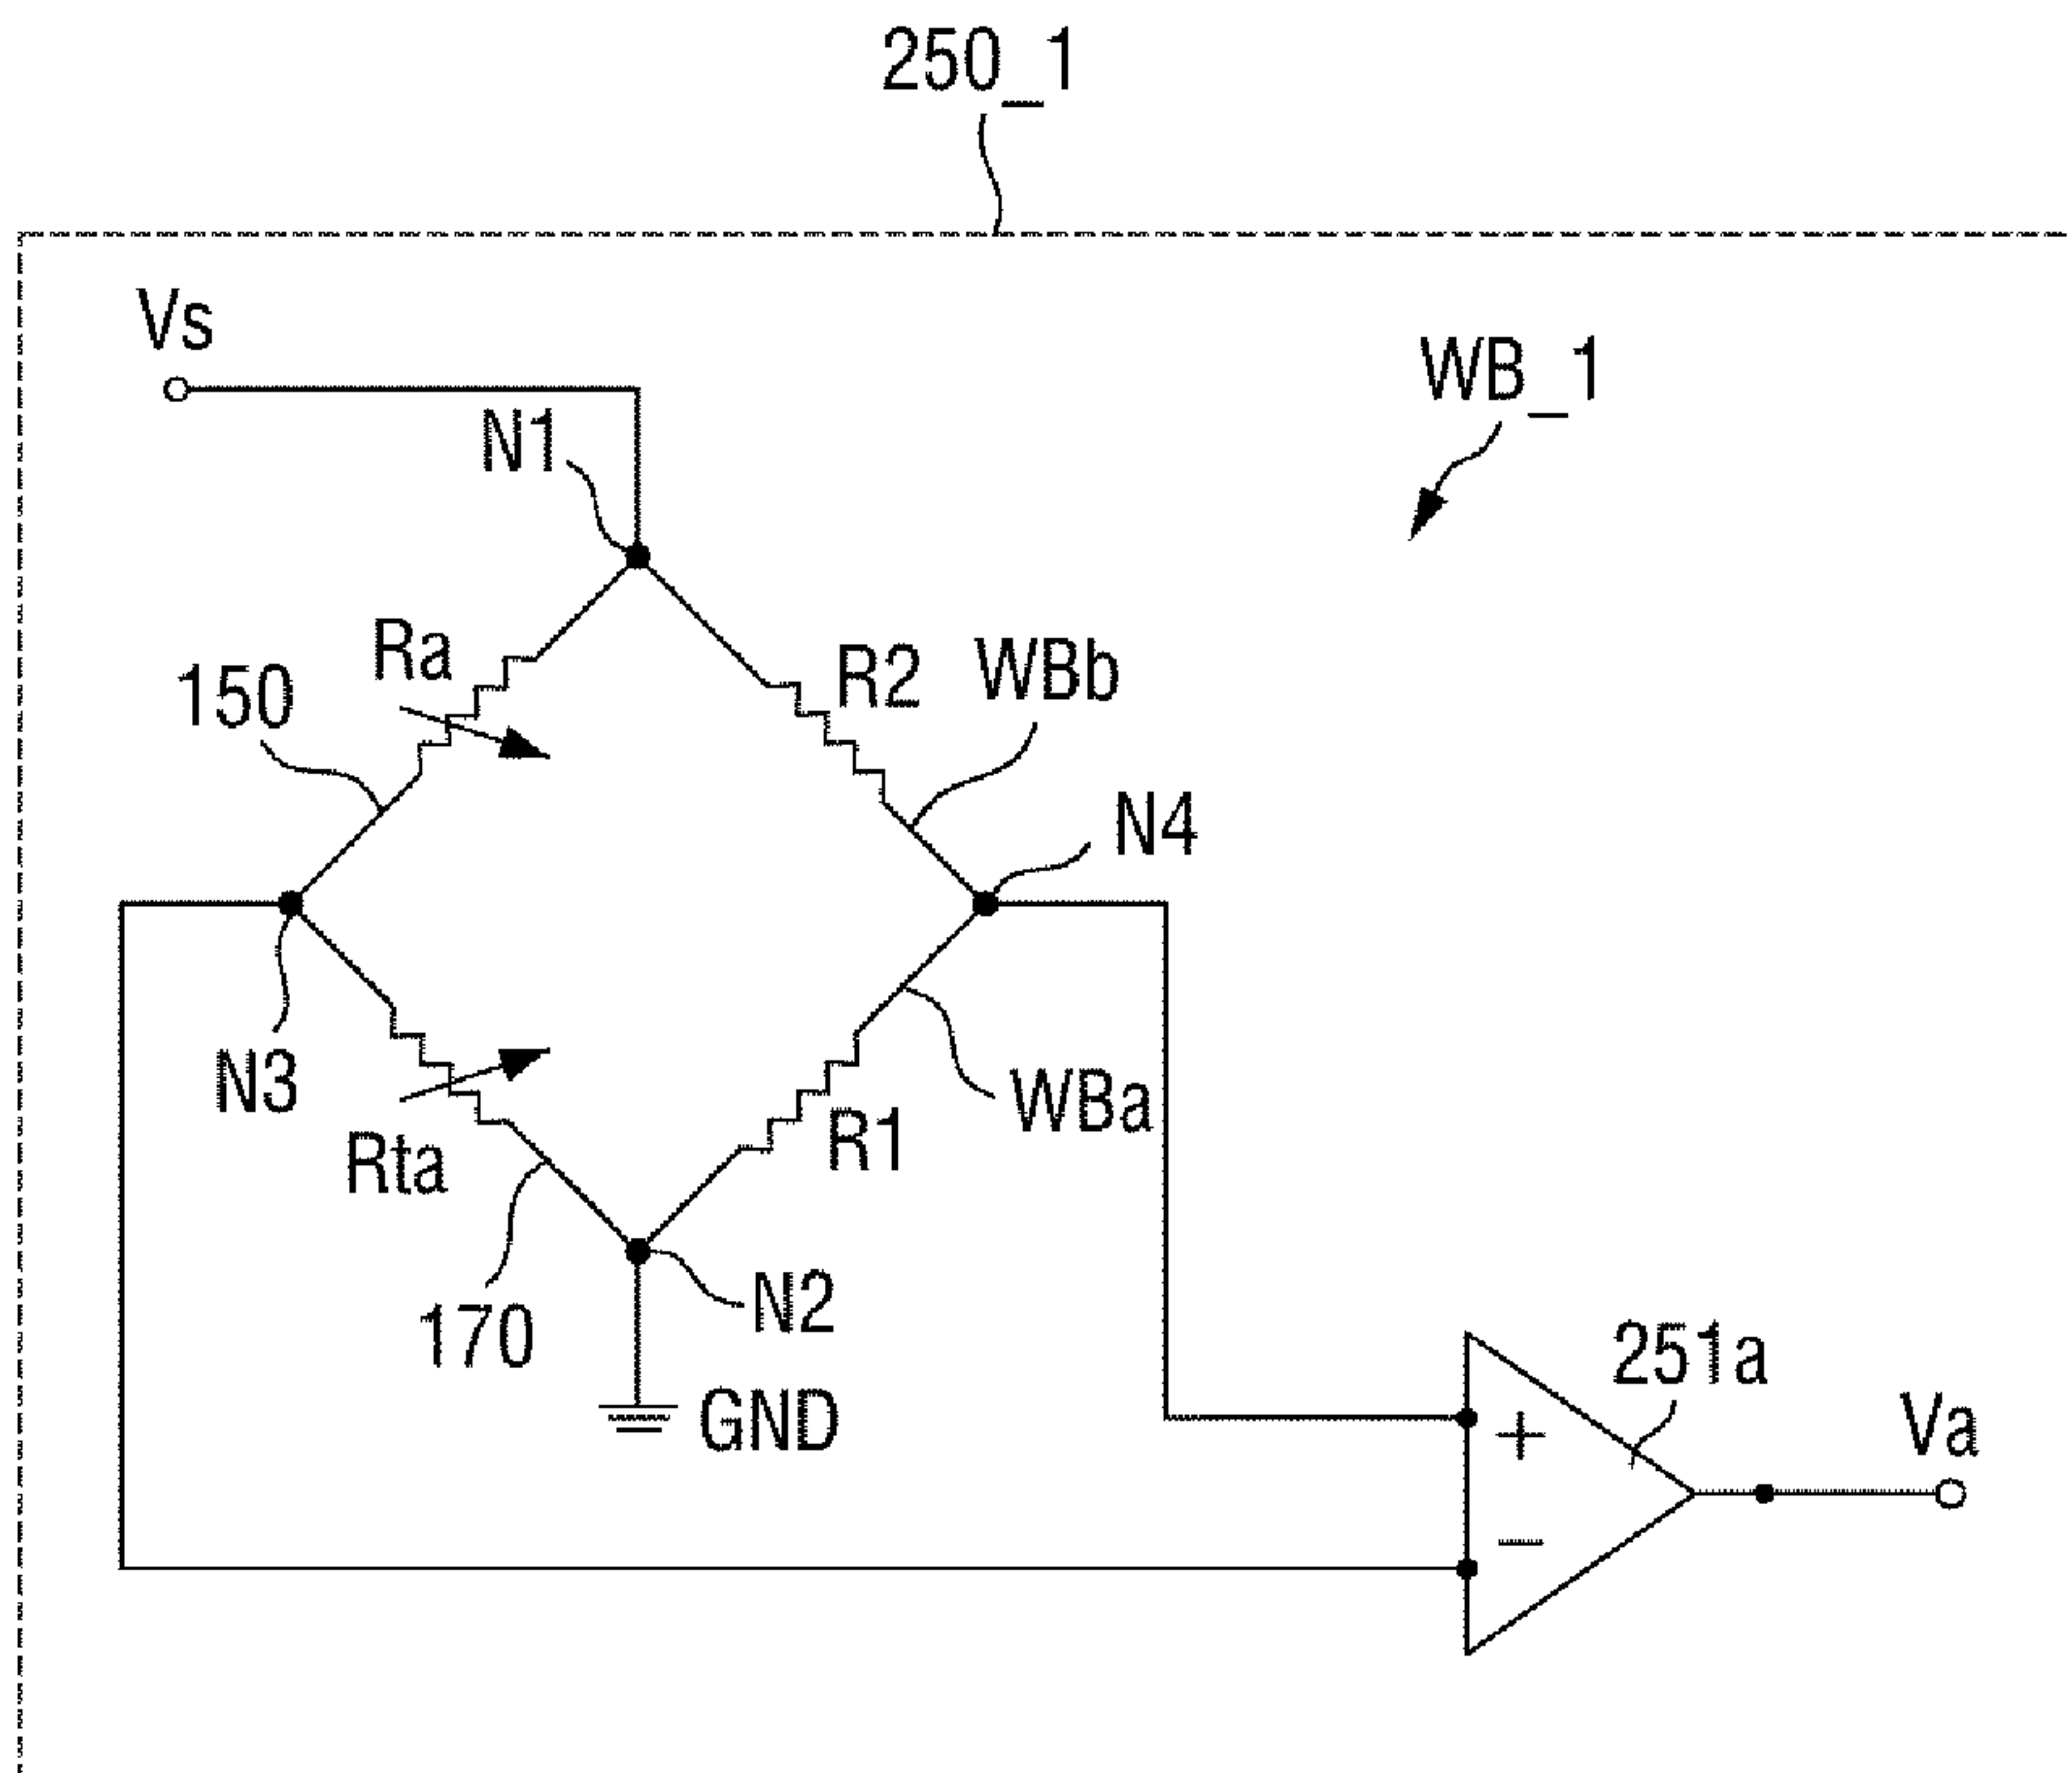 250_1
Vs
WB_1
N1
Ra
R2
WBb
150
N4
N3
WBa
R1
Rta
N2
170
GND
251a
Va
+
−